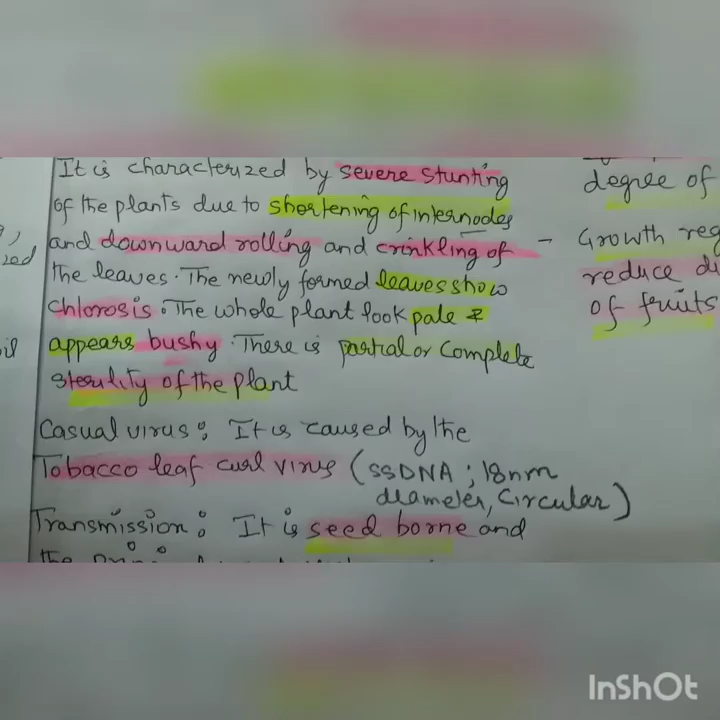 It is characterized by severe stunting
of the plants due to shortening of internodes
and downward rolling and crinkling of
the leaves. The newly formed leaves show
chlorosis. The whole plant look pale &
appears bushy. There is partial or complete
sterility of the plant
Casual virus: It is caused by the
Tobacco leaf curl virus (SSDNA; 18nm
diameter, Circular)
Transmission: It is seed borne and
degree of
- Growth reg
reduce di
of fruits
InShOt